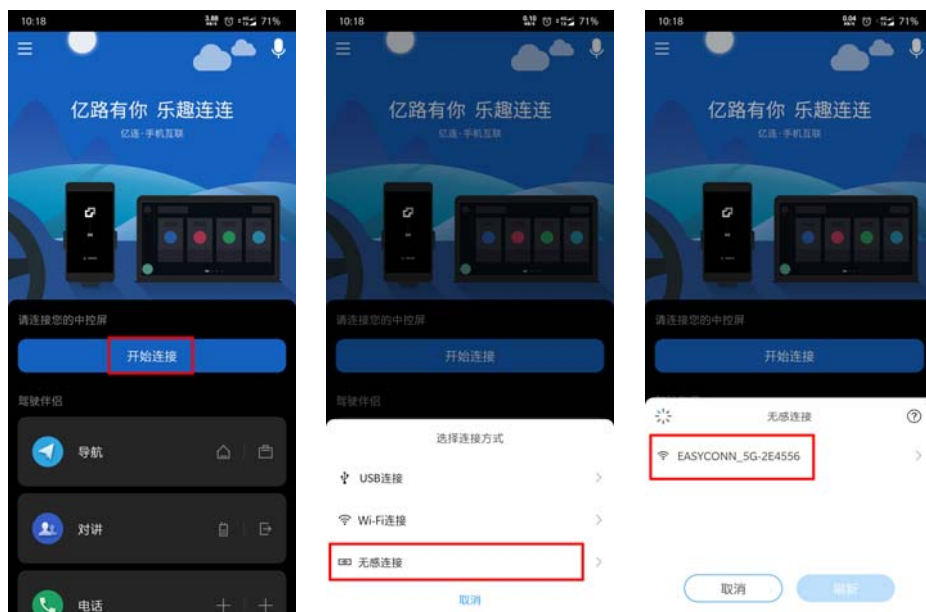 10:18
3.88
71%
亿路有你 乐趣连连
亿连·手机互联
请连接您的中控屏
开始连接
驾驶伴侣
导航
对讲
电话
10:18
0.10
71%
亿路有你 乐趣连连
亿连·手机互联
请连接您的中控屏
开始连接
驾驶伴侣
选择连接方式
USB连接
Wi-Fi连接
无感连接
取消
10:18
0.04
71%
亿路有你 乐趣连连
亿连·手机互联
请连接您的中控屏
开始连接
无感连接
EASYCONN_5G-2E4556
取消
刷新